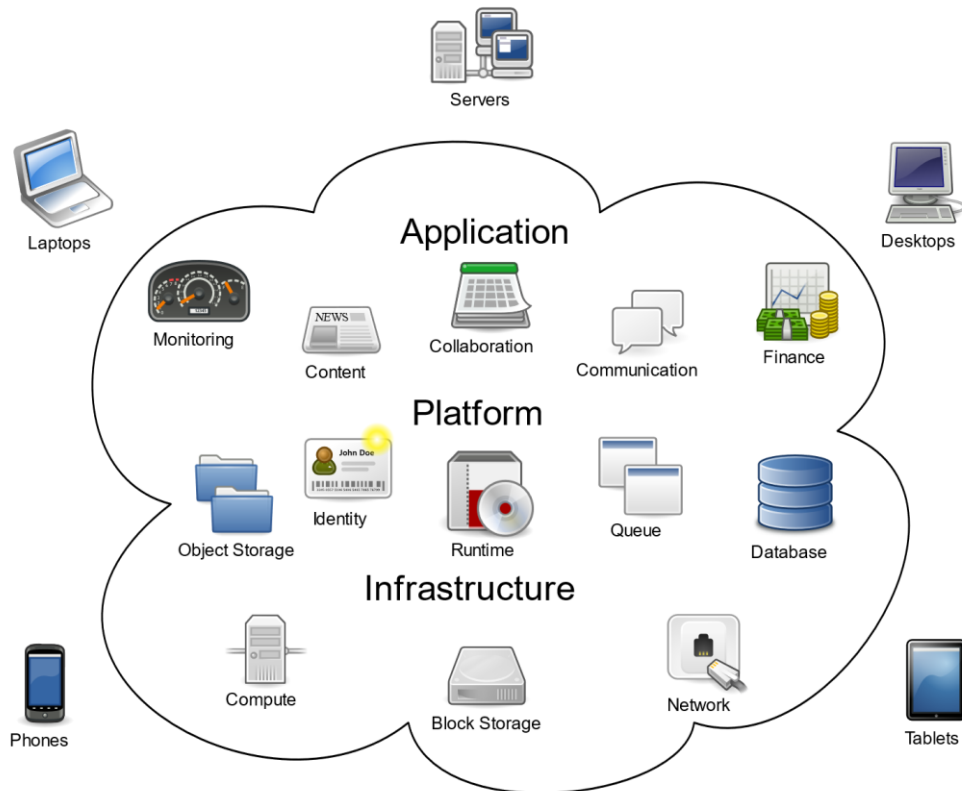 Servers
Laptops
Desktops
Application
Monitoring
NEWS
Content
Collaboration
Communication
Finance
Platform
Object Storage
John Doe
Identity
Runtime
Queue
Database
Infrastructure
Compute
Block Storage
Network
Phones
Tablets